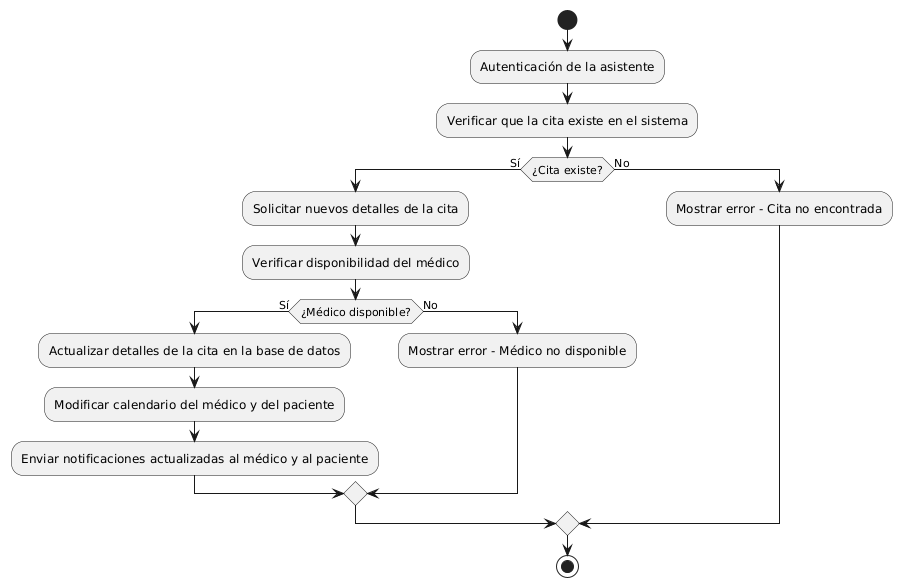 Autenticación de la asistente
Verificar que la cita existe en el sistema
Sí
¿Cita existe?
No
Solicitar nuevos detalles de la cita
Mostrar error - Cita no encontrada
Verificar disponibilidad del médico
Sí
¿Médico disponible?
No
Actualizar detalles de la cita en la base de datos
Mostrar error - Médico no disponible
Modificar calendario del médico y del paciente
Enviar notificaciones actualizadas al médico y al paciente